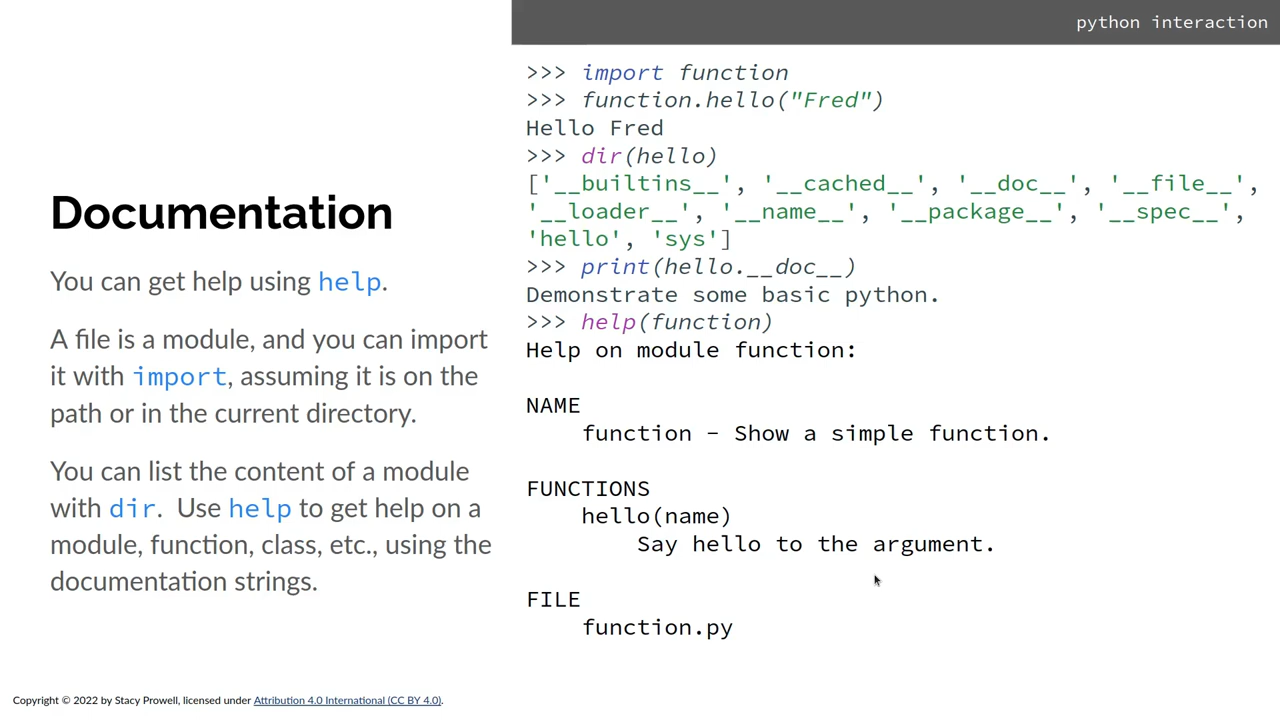 Documentation
You can get help using help.
A file is a module, and you can import
it with import, assuming it is on the
path or in the current directory.
You can list the content of a module
with dir.  Use help to get help on a
module, function, class, etc., using the
documentation strings.
python interaction
>>> import function
>>> function.hello("Fred")
Hello Fred
>>> dir(hello)
['__builtins__', '__cached__', '__doc__', '__file__',
'__loader__', '__name__', '__package__', '__spec__',
'hello', 'sys']
>>> print(hello.__doc__)
Demonstrate some basic python.
>>> help(function)
Help on module function:
NAME
    function - Show a simple function.
FUNCTIONS
    hello(name)
        Say hello to the argument.
FILE
    function.py
Copyright © 2022 by Stacy Prowell, licensed under Attribution 4.0 International (CC BY 4.0).